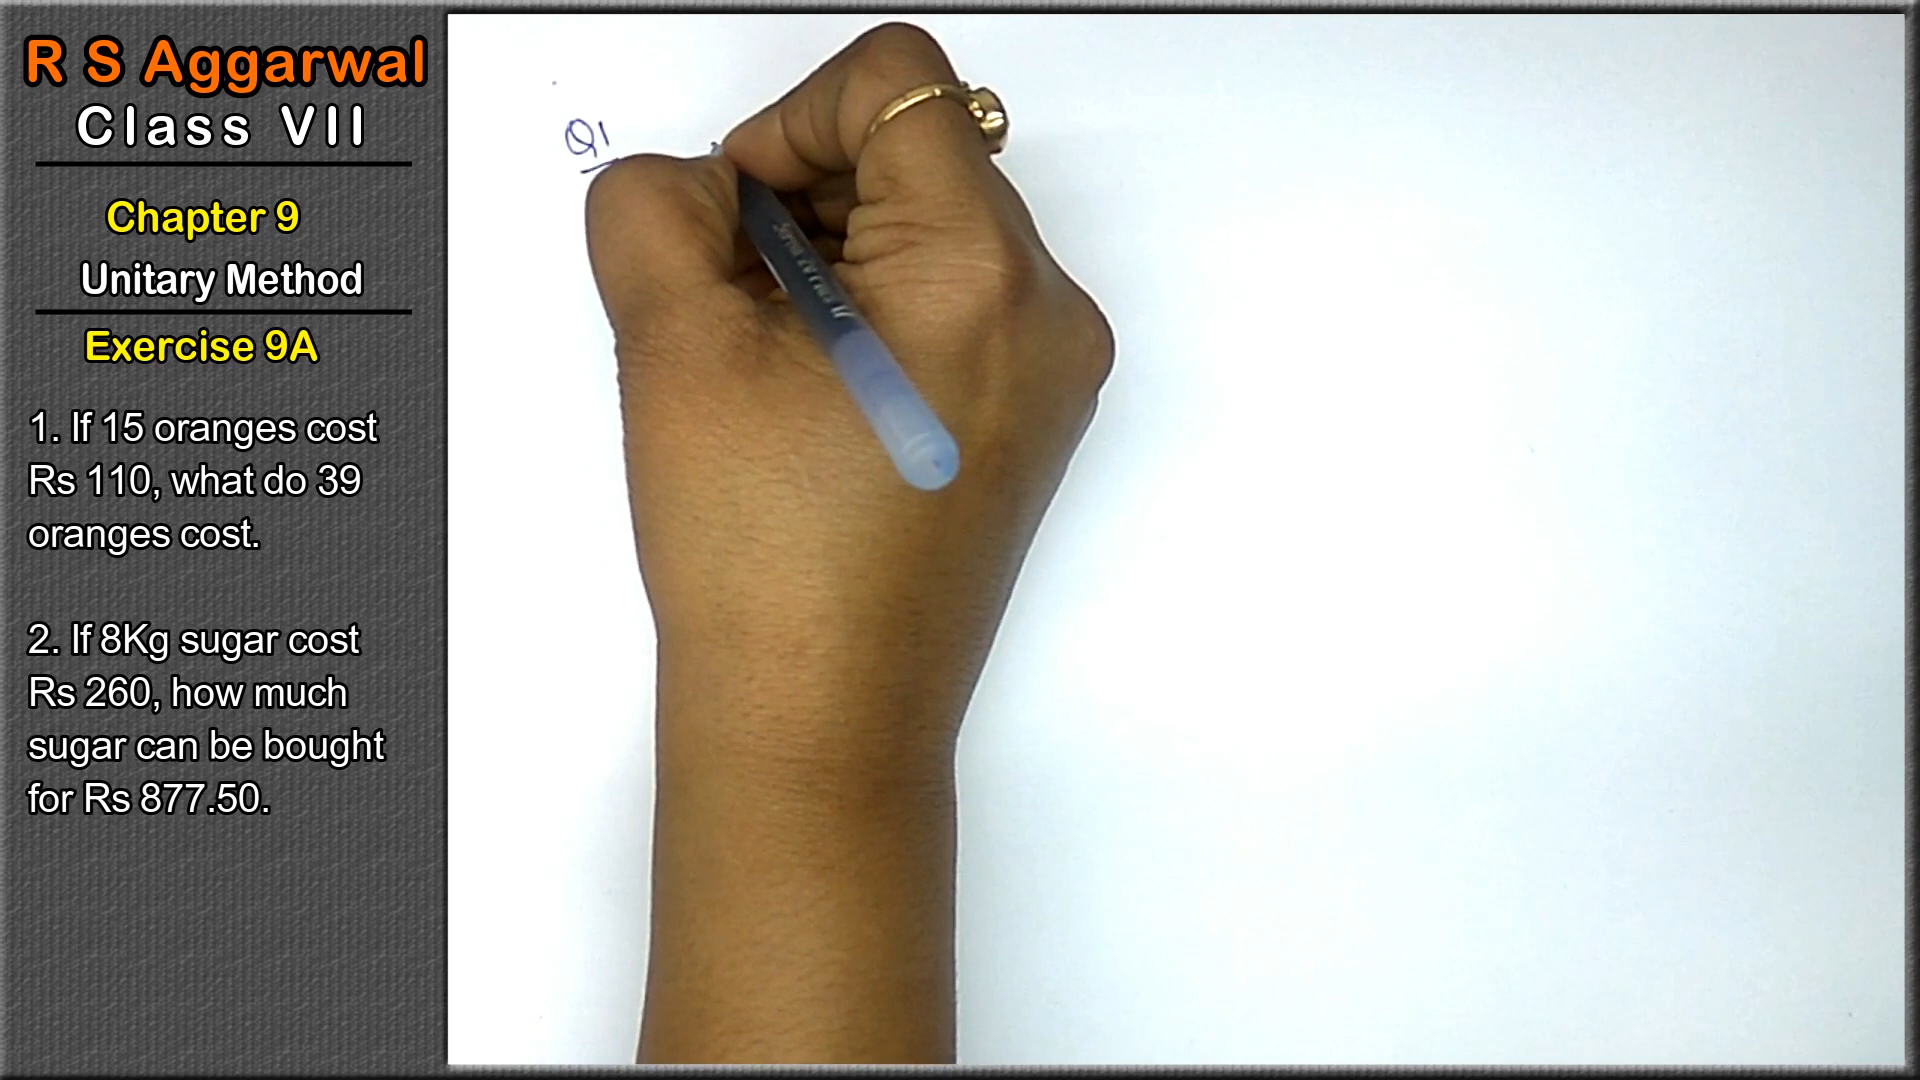 R S Aggarwal
Class VII
Chapter 9
Unitary Method
Exercise 9A
1. If 15 oranges cost
Rs 110, what do 39
oranges cost.
2. If 8Kg sugar cost
Rs 260, how much
sugar can be bought
for Rs 877.50.
Q1